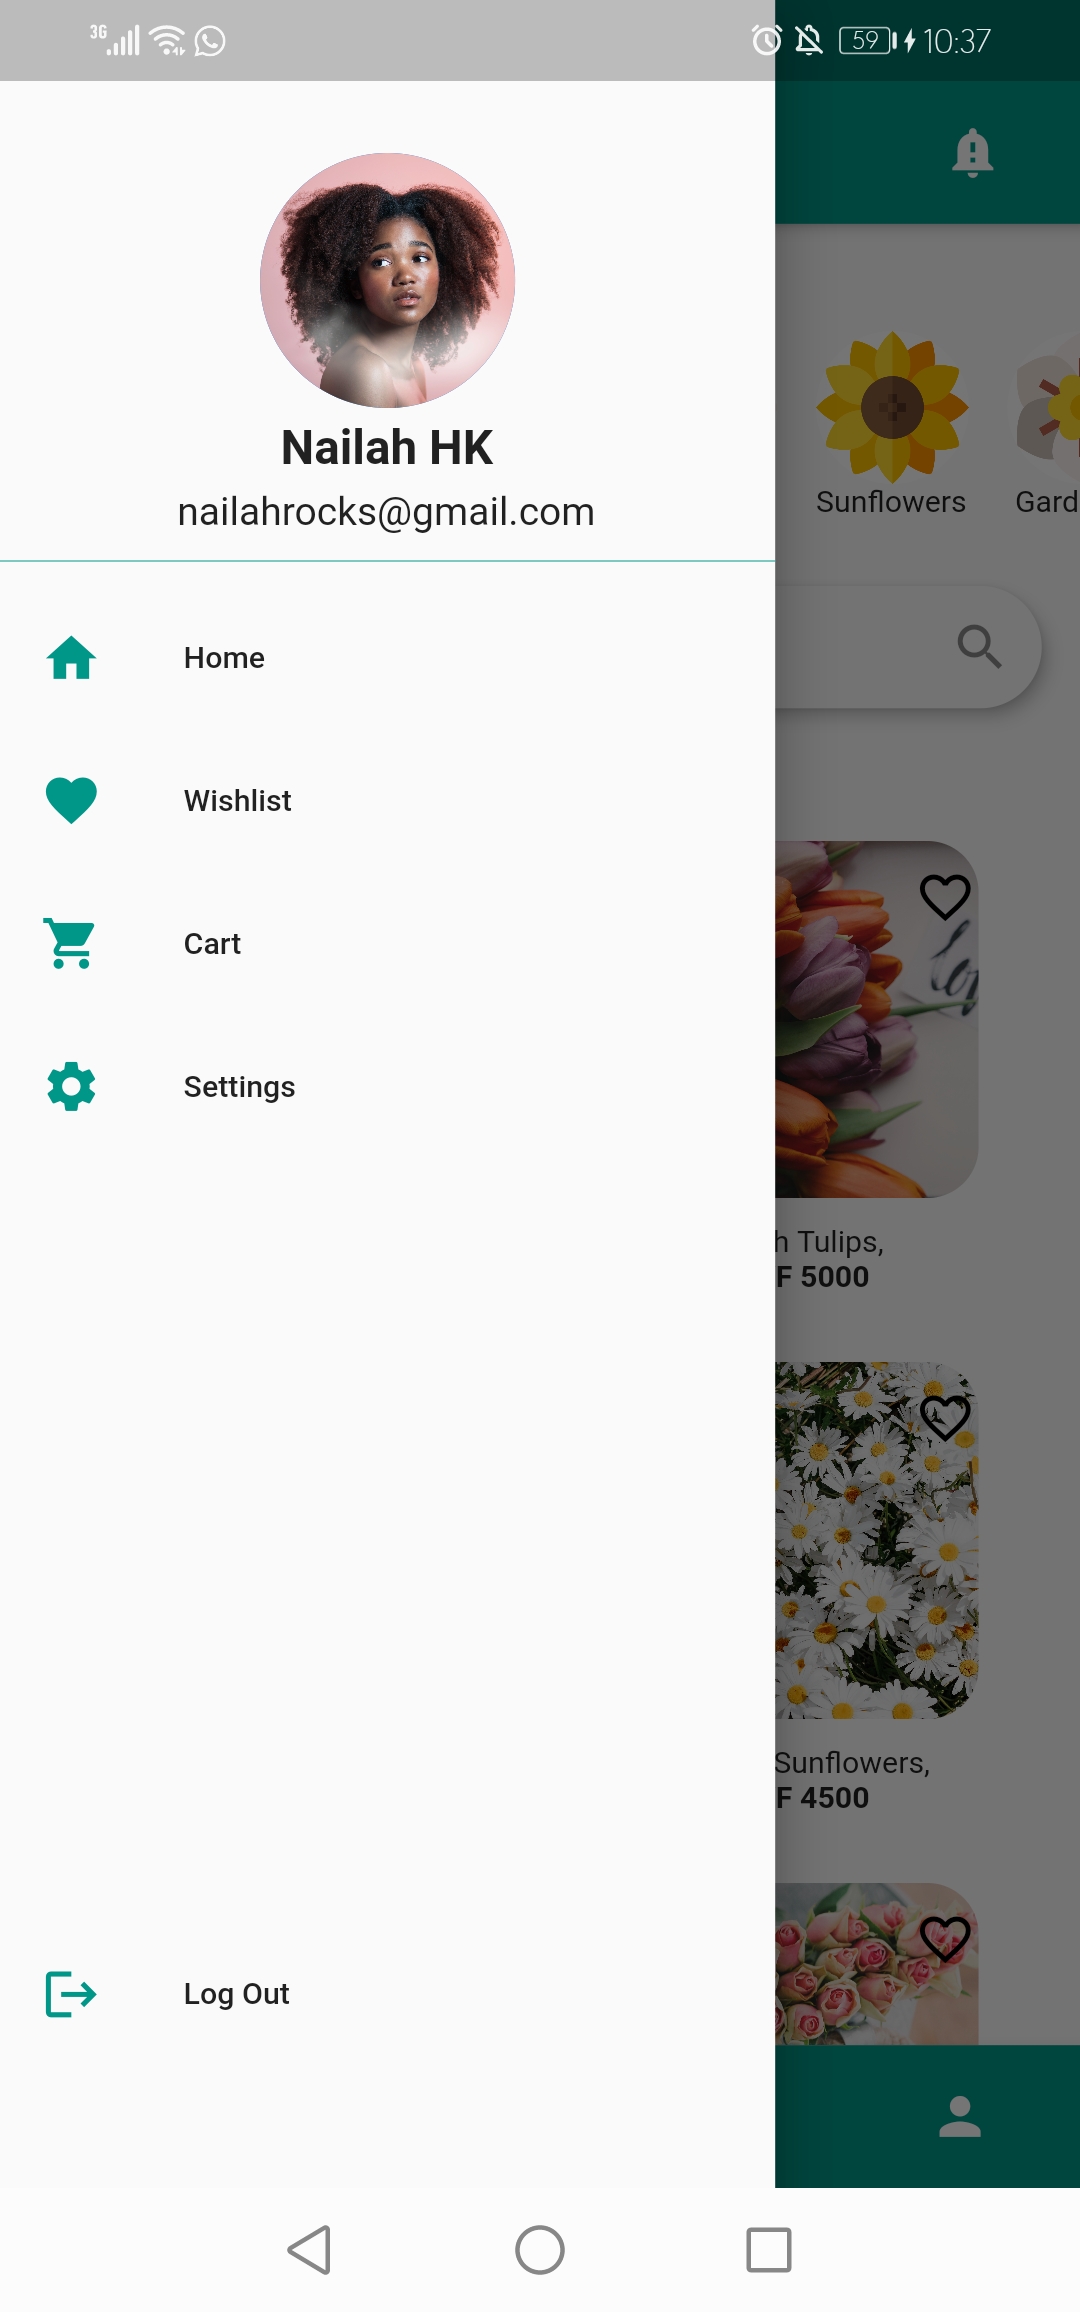 3G 59 10:37
Nailah HK
nailahrocks@gmail.com
Home
Wishlist
Cart
Settings
Log Out
Sunflowers Gard
h Tulips,
F 5000
Sunflowers,
F 4500